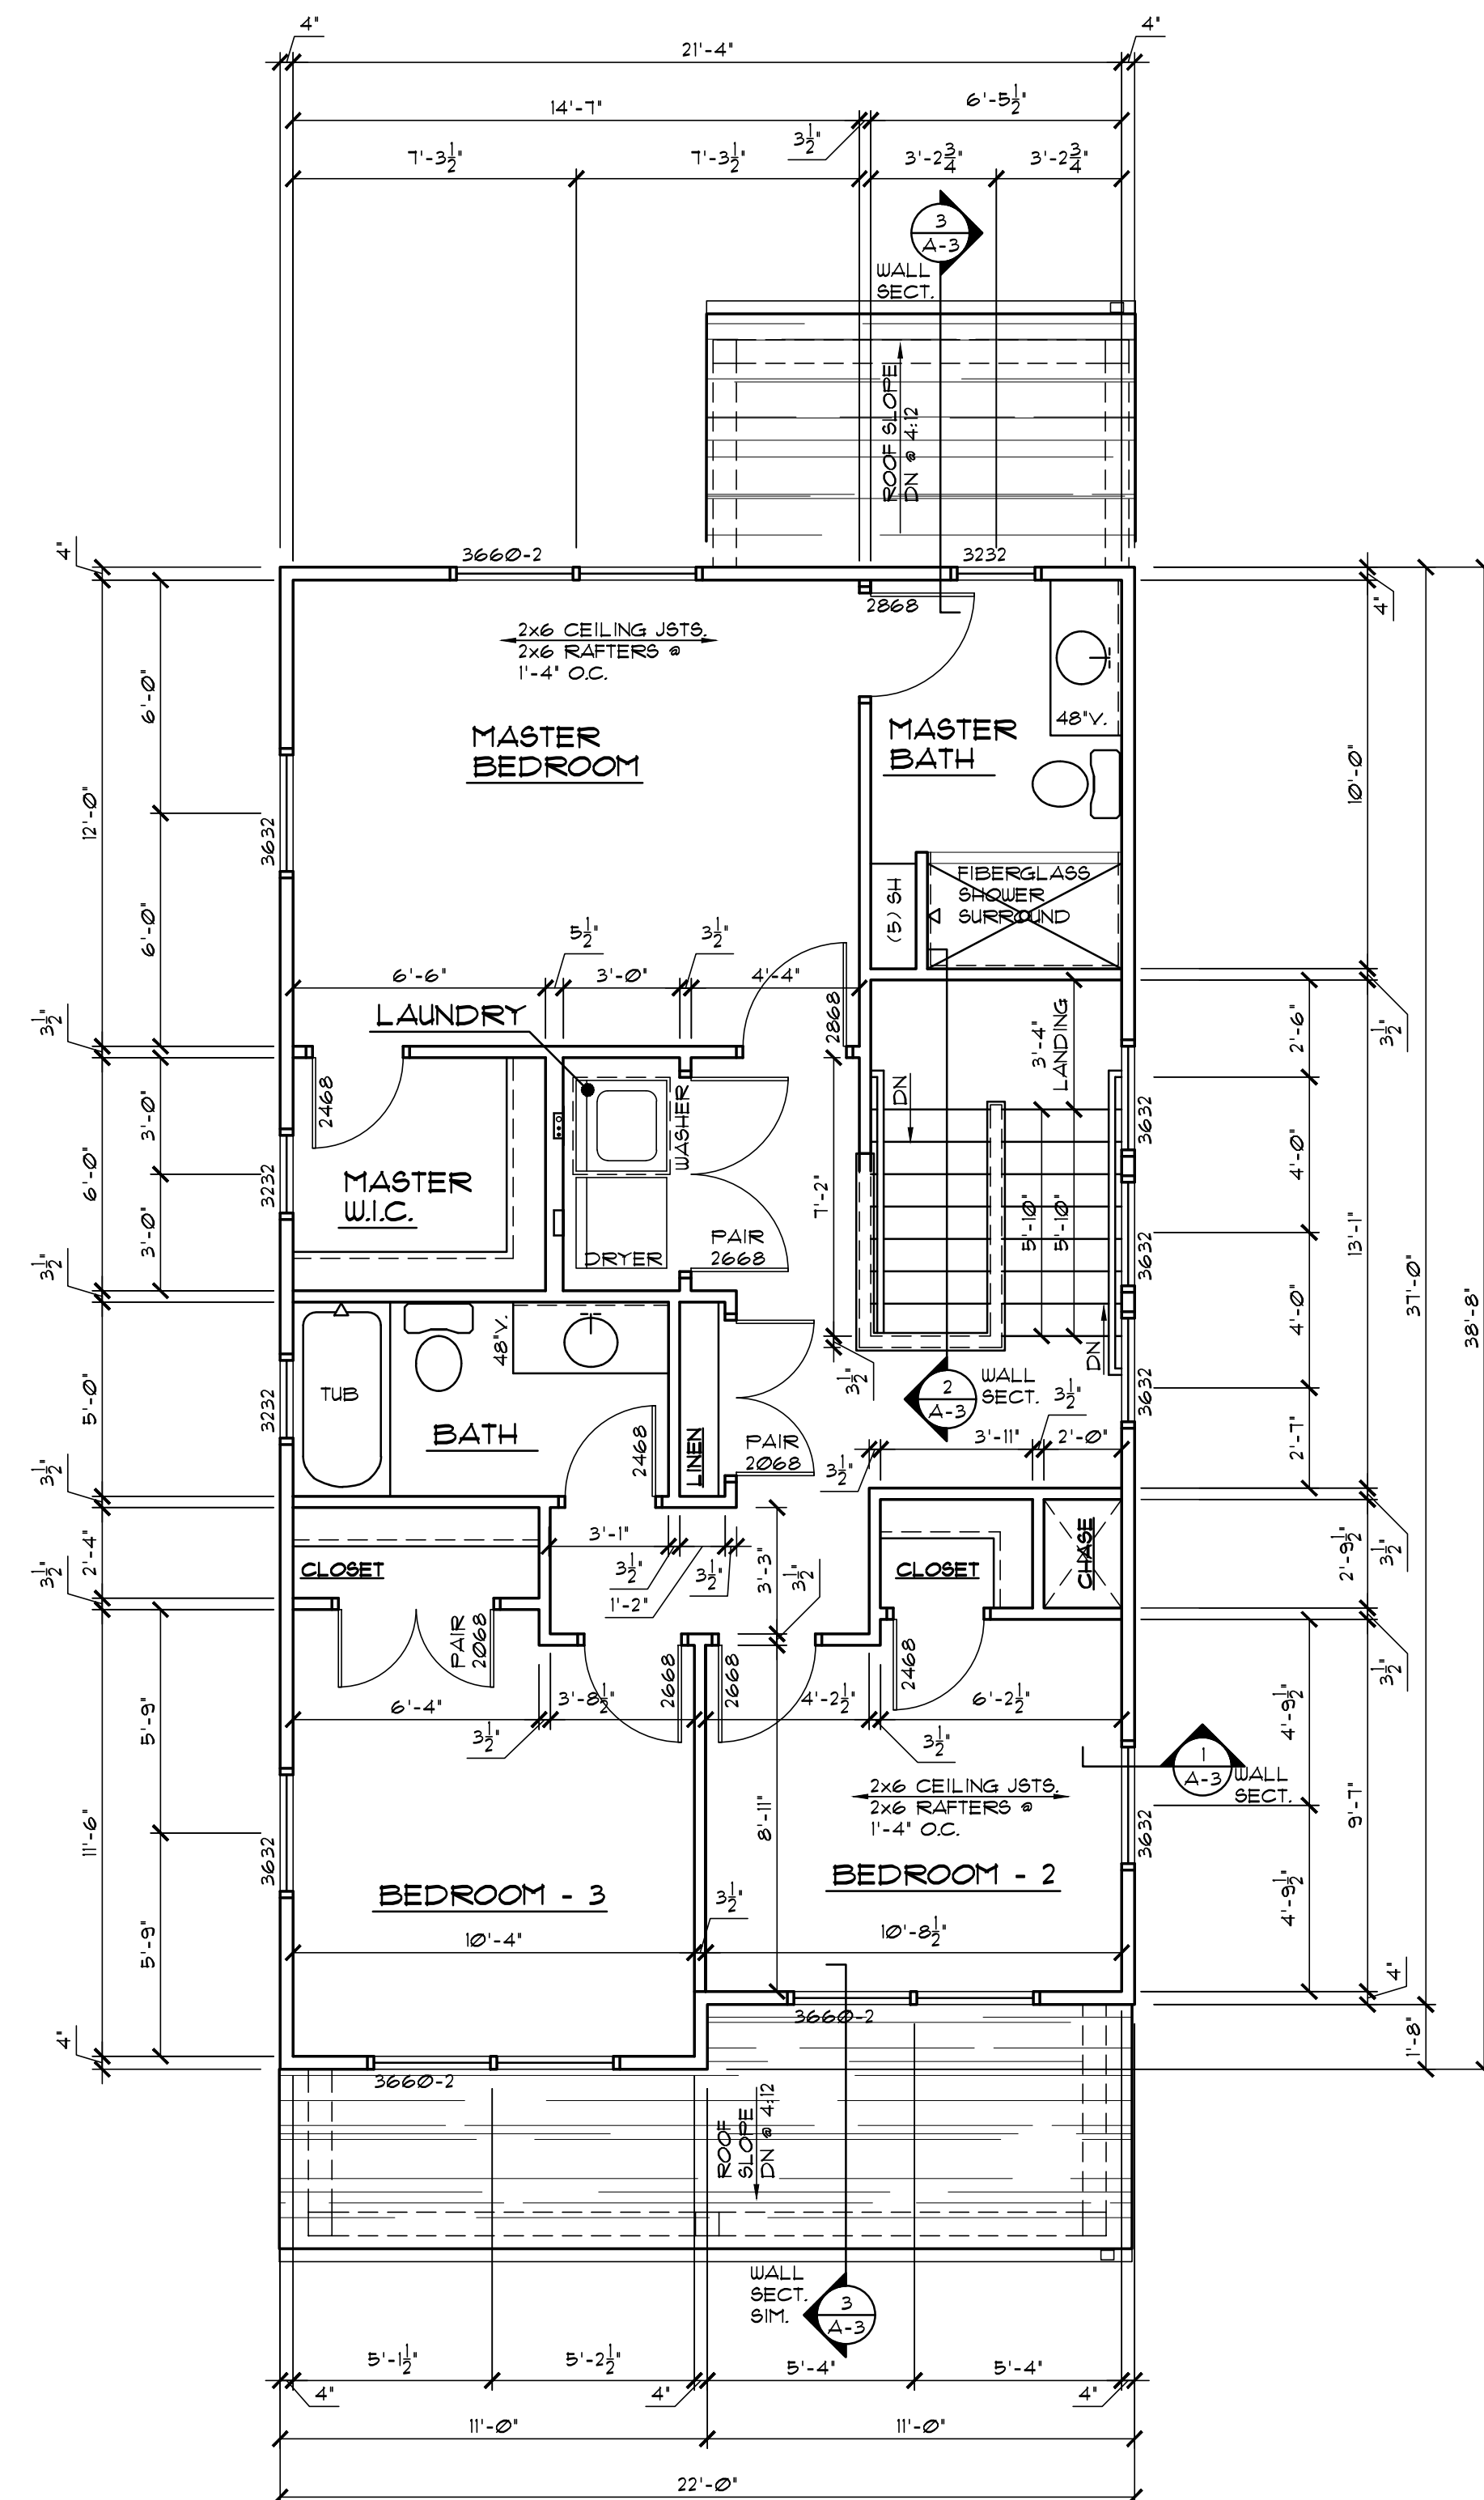 4"
21'-4"
4"
14'-7"
6'-5 1/2"
3 1/2"
7'-3 1/2"
7'-3 1/2"
3'-2 3/4"
3'-2 3/4"
3
A-3
WALL
SECT.
ROOF SLOPE
DN @ 4:12
3660-2
3232
4"
4"
2868
2x6 CEILING JSTS.
2x6 RAFTERS @
1'-4" O.C.
6'-0"
48"V.
MASTER
BEDROOM
MASTER
BATH
12'-0"
10'-0"
3632
FIBERGLASS
SHOWER
SURROUND
(5) SH
6'-0"
5 1/2"
3 1/2"
6'-6"
3'-0"
4'-4"
LAUNDRY
2868
3 1/2"
3'-4"
LANDING
2'-6"
3 1/2"
2468
WASHER
DN
3632
3'-0"
4'-0"
6'-0"
3232
MASTER
W.I.C.
7'-2"
3'-0"
DRYER
PAIR
2668
5'-10"
5'-10"
3632
13'-1"
37'-0"
38'-8"
3 1/2"
48"V.
4'-0"
TUB
3232
5'-0"
BATH
2468
LINEN
PAIR
2068
3 1/2"
2
A-3
WALL
SECT.
DN
3632
3 1/2"
3'-11"
2'-0"
2'-7"
3 1/2"
3 1/2"
CLOSET
2'-4"
3'-1"
3 1/2"
1'-2"
3 1/2"
3'-3"
3 1/2"
CLOSET
CHASE
2'-9 1/2"
3 1/2"
3 1/2"
PAIR
2068
2668
2668
2468
3 1/2"
6'-4"
3'-8 1/2"
4'-2 1/2"
6'-2 1/2"
3 1/2"
3 1/2"
5'-9"
4'-9 1/2"
1
A-3
WALL
SECT.
2x6 CEILING JSTS.
2x6 RAFTERS @
1'-4" O.C.
8'-11"
11'-6"
3632
3632
9'-7"
BEDROOM - 3
BEDROOM - 2
3 1/2"
10'-4"
10'-8 1/2"
5'-9"
4'-9 1/2"
4"
3660-2
4"
1'-8"
3660-2
ROOF
SLOPE
DN @ 4:12
WALL
SECT.
SIM.
3
A-3
5'-1 1/2"
5'-2 1/2"
5'-4"
5'-4"
4"
4"
4"
11'-0"
11'-0"
22'-0"